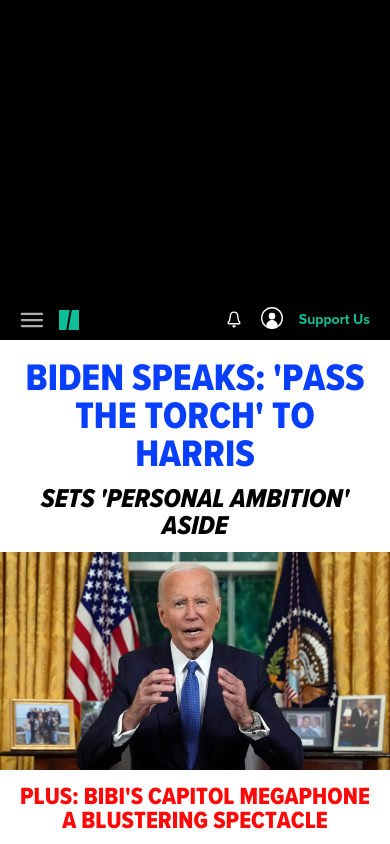 Support Us
BIDEN SPEAKS: 'PASS
THE TORCH' TO
HARRIS
SETS 'PERSONAL AMBITION'
ASIDE
PLUS: BIBI'S CAPITOL MEGAPHONE
A BLUSTERING SPECTACLE